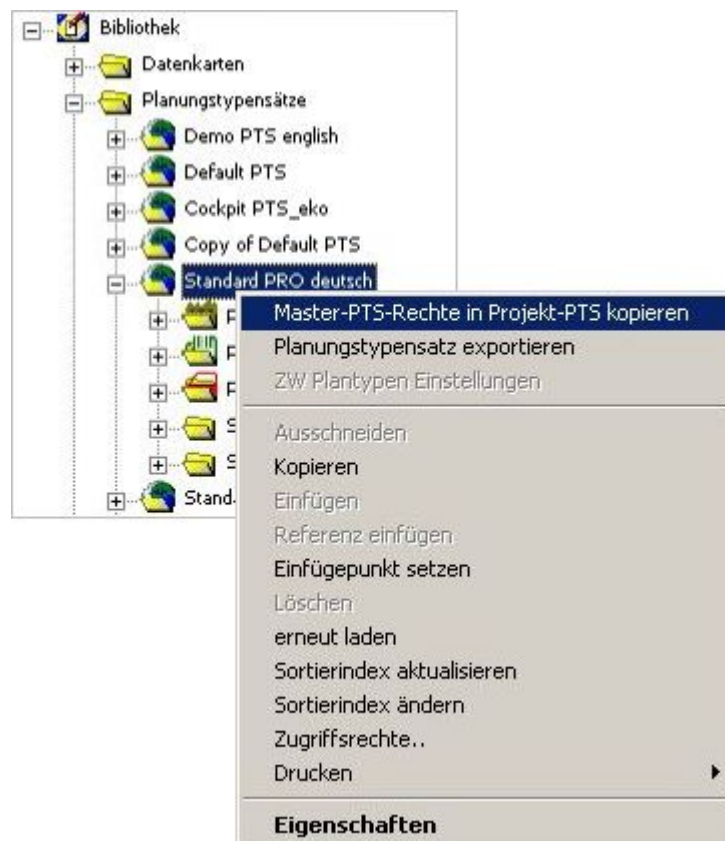 Bibliothek
Datenkarten
Planungstypensätze
Demo PTS english
Default PTS
Cockpit PTS_eko
Copy of Default PTS
Standard PRO deutsch
Master-PTS-Rechte in Projekt-PTS kopieren
Planungstypensatz exportieren
ZW Plantypen Einstellungen
Ausschneiden
Kopieren
Einfügen
Referenz einfügen
Einfügepunkt setzen
Löschen
erneut laden
Sortierindex aktualisieren
Sortierindex ändern
Zugriffsrechte..
Drucken
Eigenschaften